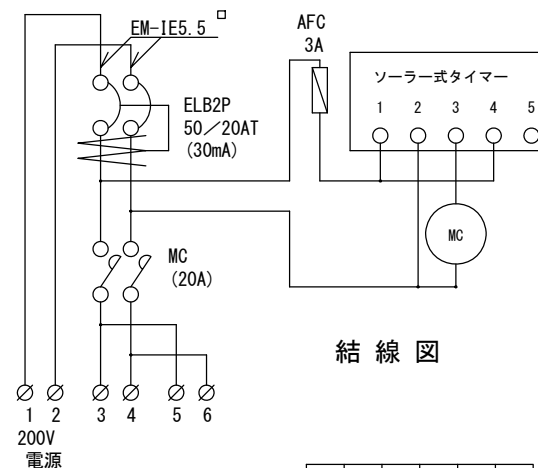 EM-IE5.5□
ELB2P
50／20AT
(30mA)
AFC
3A
ソーラー式タイマー
1 2 3 4 5
MC
MC
(20A)
結線図
1 2 3 4 5 6
200V
電源